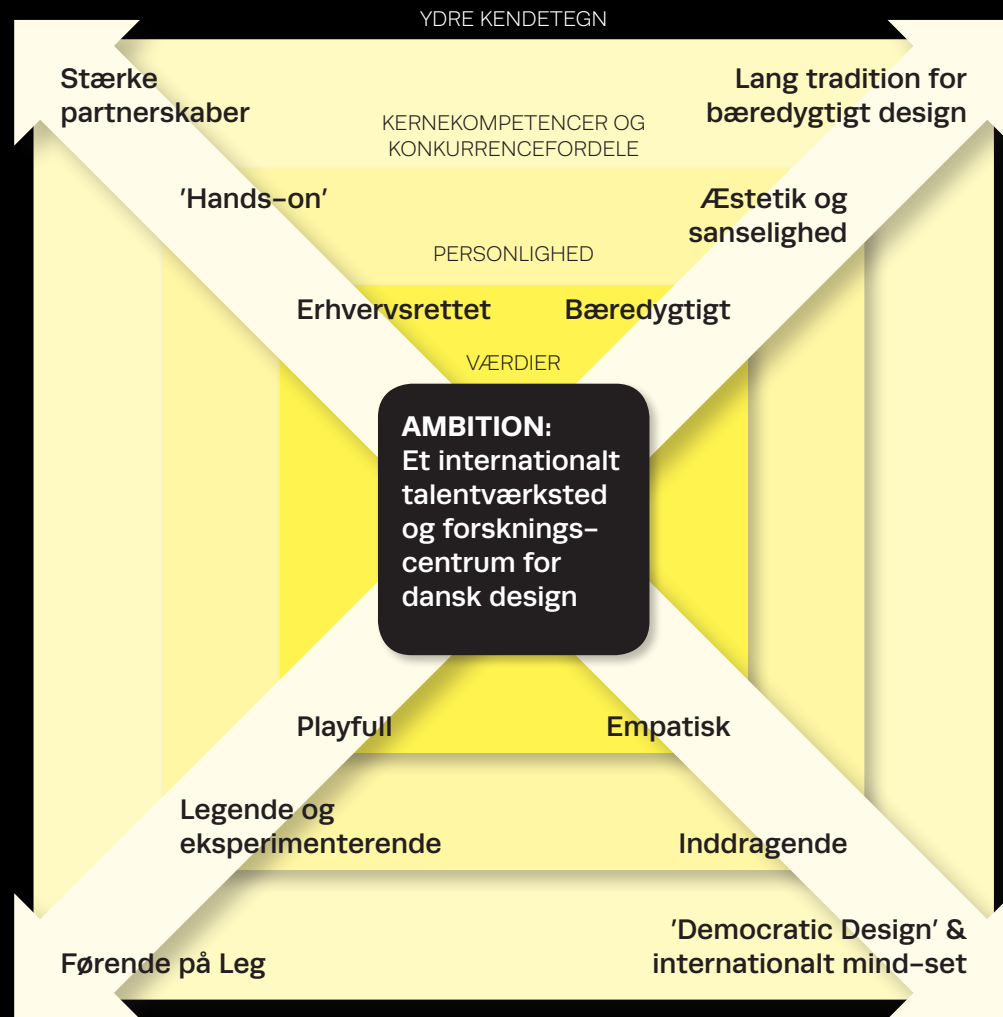 YDRE KENDETEGN
Stærke
partnerskaber
Lang tradition for
bæredygtigt design
KERNEKOMPETENCER OG
KONKURRENCEFORDELE
'Hands-on'
Æstetik og
sanselighed
PERSONLIGHED
Erhvervsrettet
Bæredygtigt
VÆRDIER
AMBITION:
Et internationalt
talentværksted
og forsknings-
centrum for
dansk design
Playfull
Empatisk
Legende og
eksperimenterende
Inddragende
Førende på Leg
'Democratic Design' &
internationalt mind-set